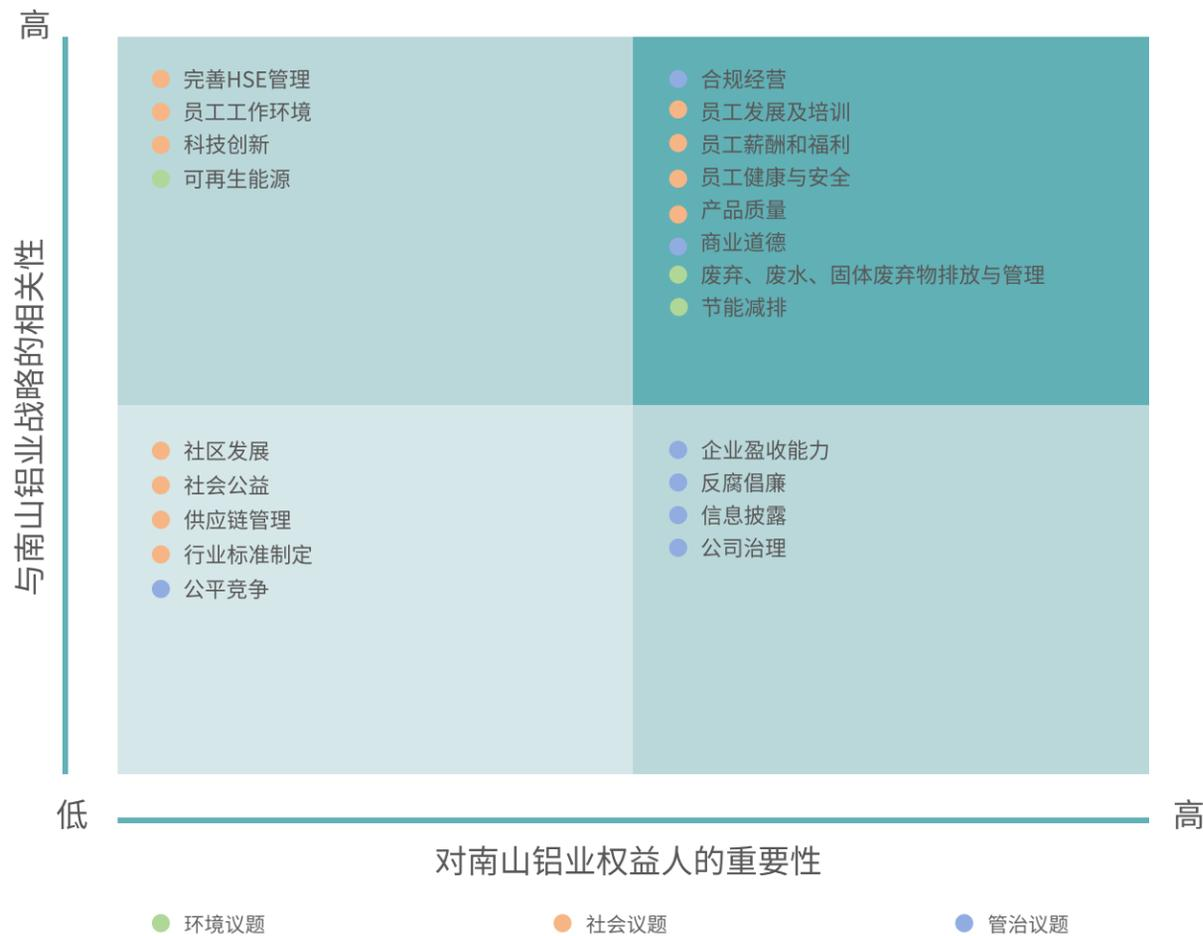 高
与南山铝业战略的相关性
完善HSE管理
员工工作环境
科技创新
可再生能源
合规经营
员工发展及培训
员工薪酬和福利
员工健康与安全
产品质量
商业道德
废弃、废水、固体废弃物排放与管理
节能减排
社区发展
社会公益
供应链管理
行业标准制定
公平竞争
企业盈收能力
反腐倡廉
信息披露
公司治理
低
高
对南山铝业权益人的重要性
环境议题
社会议题
管治议题